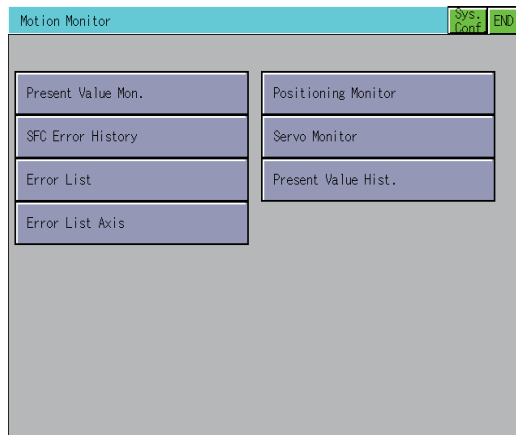 Motion Monitor
Sys. Conf
END
Present Value Mon.
Positioning Monitor
SFC Error History
Servo Monitor
Error List
Present Value Hist.
Error List Axis